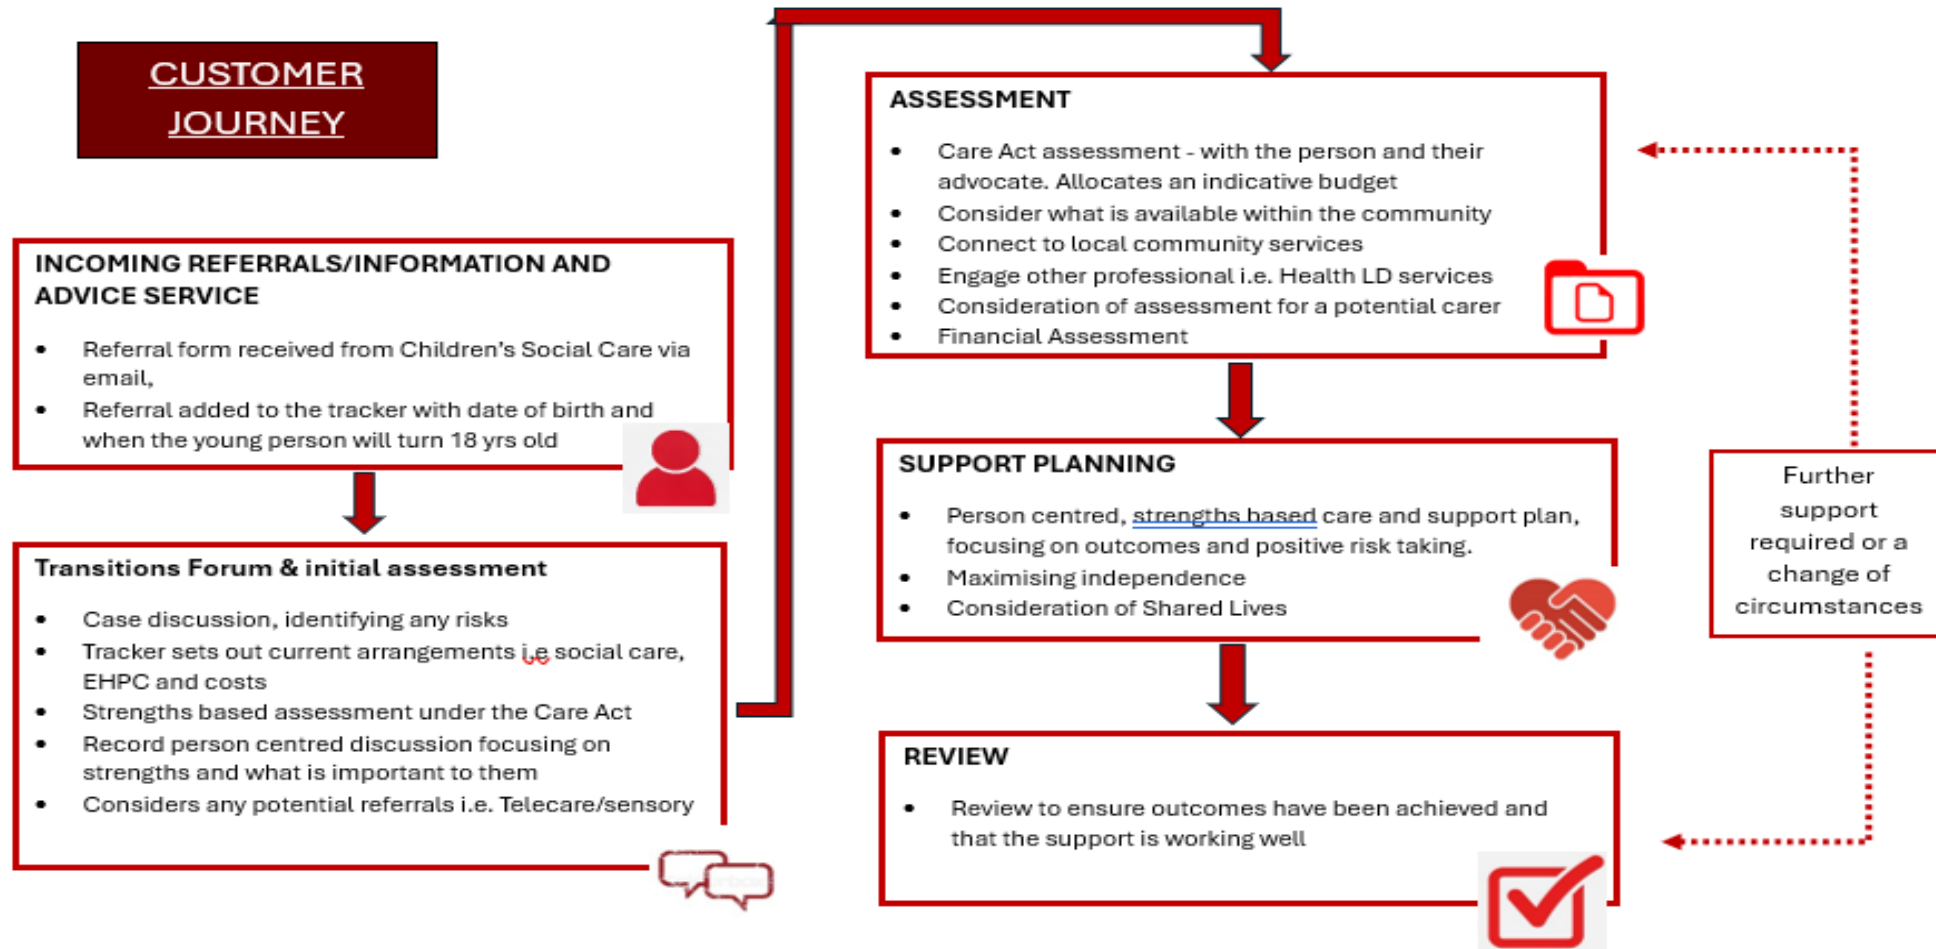 CUSTOMER
JOURNEY
INCOMING REFERRALS/INFORMATION AND
ADVICE SERVICE
• Referral form received from Children's Social Care via
email,
• Referral added to the tracker with date of birth and
when the young person will turn 18 yrs old
Transitions Forum & initial assessment
• Case discussion, identifying any risks
• Tracker sets out current arrangements i.e social care,
EHPC and costs
• Strengths based assessment under the Care Act
• Record person centred discussion focusing on
strengths and what is important to them
• Considers any potential referrals i.e. Telecare/sensory
ASSESSMENT
• Care Act assessment - with the person and their
advocate. Allocates an indicative budget
• Consider what is available within the community
• Connect to local community services
• Engage other professional i.e. Health LD services
• Consideration of assessment for a potential carer
• Financial Assessment
SUPPORT PLANNING
• Person centred, strengths based care and support plan,
focusing on outcomes and positive risk taking.
• Maximising independence
• Consideration of Shared Lives
REVIEW
• Review to ensure outcomes have been achieved and
that the support is working well
Further
support
required or a
change of
circumstances